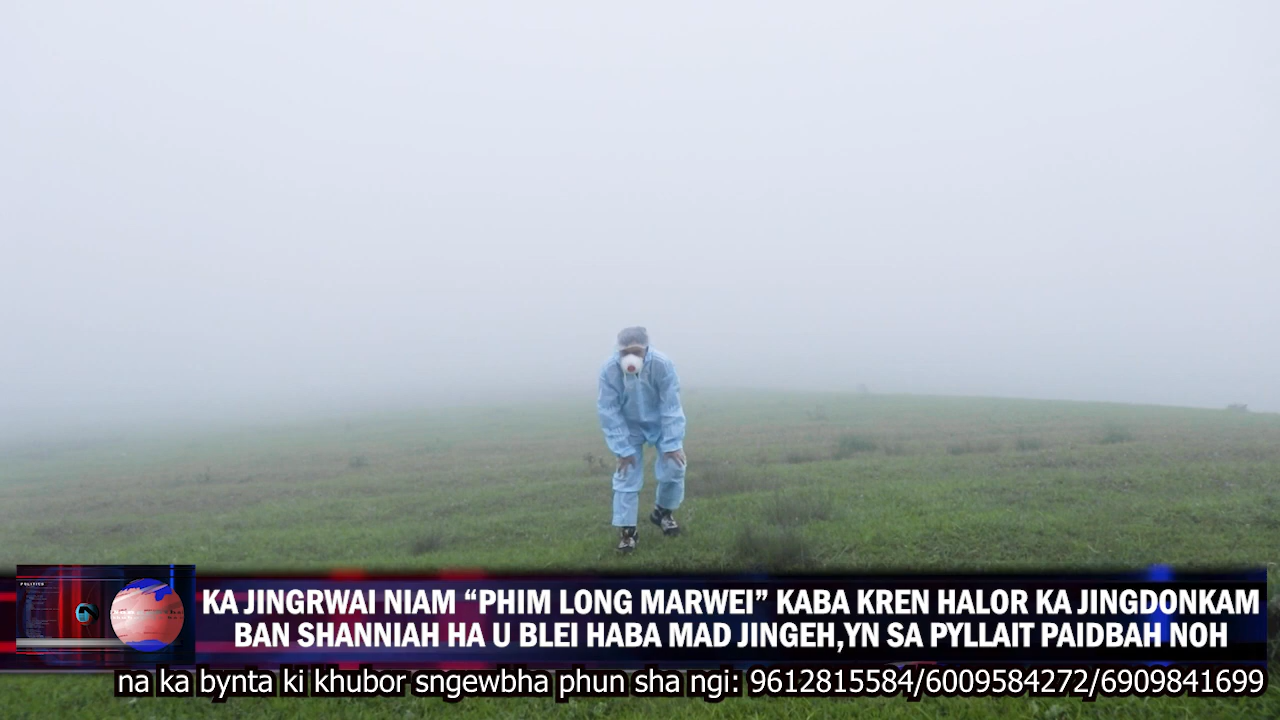 KA JINGRWAI NIAM “PHIM LONG MARWEI” KABA KREN HALOR KA JINGDONKAM
BAN SHANNIAH HA U BLEI HABA MAD JINGEH,YN SA PYLLAIT PAIDBAH NOH
na ka bynta ki khubor sngewbha phun sha ngi: 9612815584/6009584272/6909841699